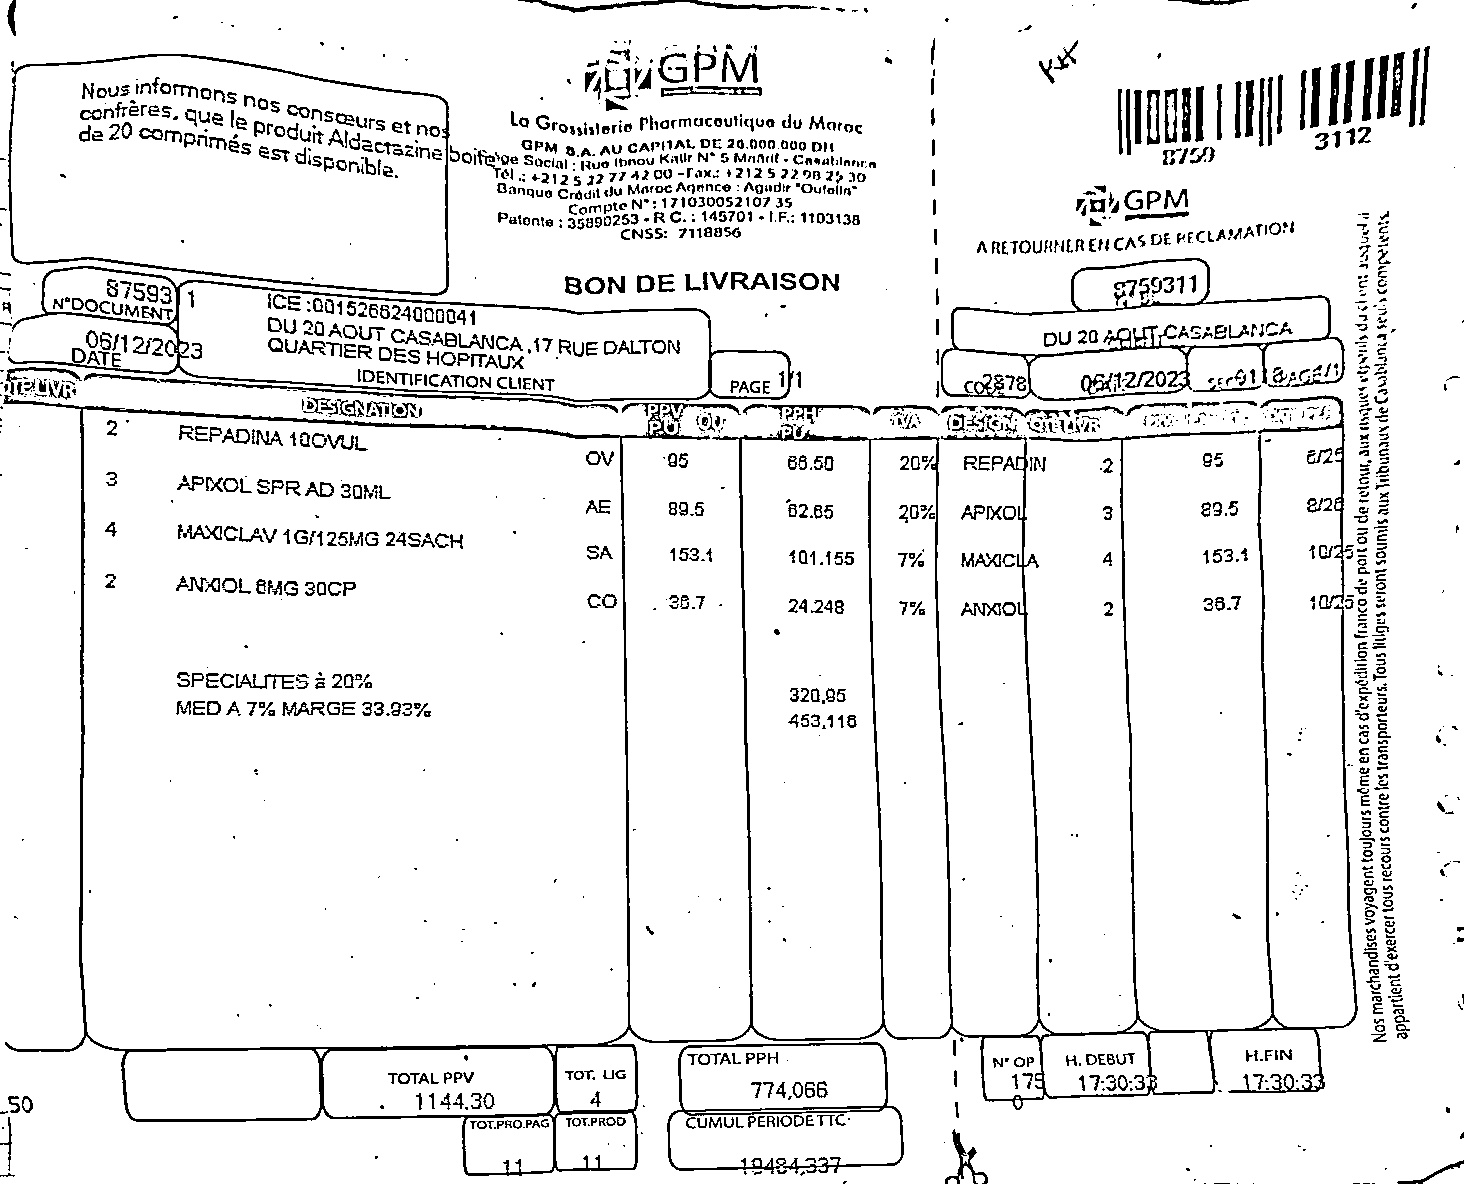 Nous informons nos consœurs et nos
confrères, que le produit Aldactazine boite
de 20 comprimés est disponible.
GPM
La Grossisterie Pharmaceutique du Maroc
GPM S.A. AU CAPITAL DE 20.000.000 DH
Social : Rue Ibnou Katir N° 5 Maârif - Casablanca
Tél.: +212 5 22 77 42 00 - Fax.: +212 5 22 98 25 30
Banque Crédit du Maroc Agence : Agadir "Oufella"
Compte N° : 171030052107 35
Patente : 35890253 - R C. : 145701 - I.F.: 1103138
CNSS: 7118856
BON DE LIVRAISON
87593 1
N°DOCUMENT
06/12/2023
DATE
ICE :001526624000041
DU 20 AOUT CASABLANCA ,17 RUE DALTON
QUARTIER DES HOPITAUX
IDENTIFICATION CLIENT
PAGE 1/1
8759 3112
GPM
A RETOURNER EN CAS DE RECLAMATION
8759311
DU 20 AOUT CASABLANCA
CODE 2878 06/12/2023 91 PAGE 1/1
QTE LIVR DESIGNATION PPV PU OU PPH PU TVA DESIGN QTE LIVR
2 REPADINA 10OVUL OV 95 66.50 20% REPADIN 2 95 6/25
3 APIXOL SPR AD 30ML AE 89.5 62.65 20% APIXOL 3 89.5 8/26
4 MAXICLAV 1G/125MG 24SACH SA 153.1 101.155 7% MAXICLA 4 153.1 10/25
2 ANXIOL 6MG 30CP CO 36.7 24.248 7% ANXIOL 2 36.7 10/25
SPECIALITES à 20% 320,95
MED A 7% MARGE 33.93% 453,116
TOTAL PPV
1144.30
TOT. LIG
4
TOTAL PPH
774,066
TOT.PRO.PAG
11
TOT.PROD
11
CUMUL PERIODE TTC
19484,337
N° OP
1750
H. DEBUT
17:30:33
H.FIN
17:30:33
.50
Nos marchandises voyagent toujours même en cas d'expédition franco de port ou de retour, aux risques et périls du client auquel il
appartient d'exercer tous recours contre les transporteurs. Tous litiges seront soumis aux Tribunaux de Casablanca seuls compétents.